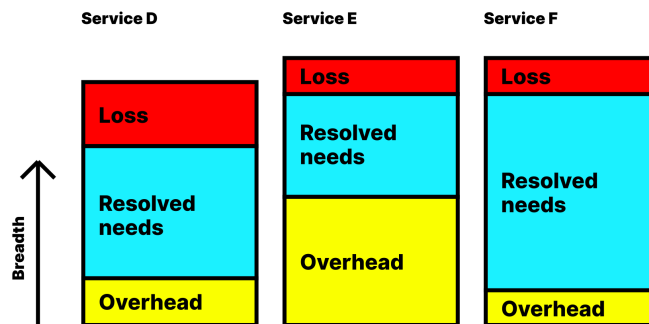 Service D
Service E
Service F
Loss
Resolved
needs
Overhead
Loss
Resolved
needs
Overhead
Loss
Resolved
needs
Overhead
Breadth